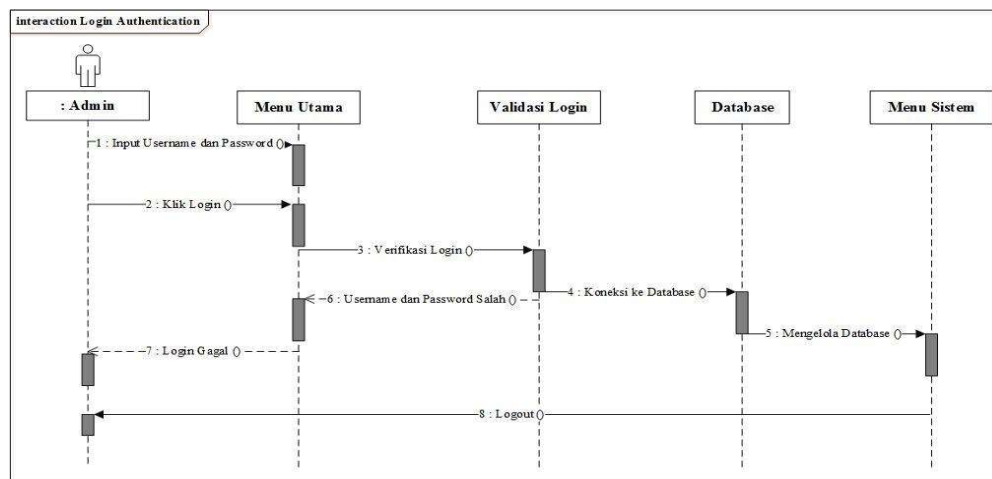 interaction Login Authentication
: Admin
Menu Utama
Validasi Login
Database
Menu Sistem
1 : Input Username dan Password ()
2 : Klik Login ()
3 : Verifikasi Login ()
6 : Username dan Password Salah ()
4 : Koneksi ke Database ()
5 : Mengelola Database ()
7 : Login Gagal ()
8 : Logout()